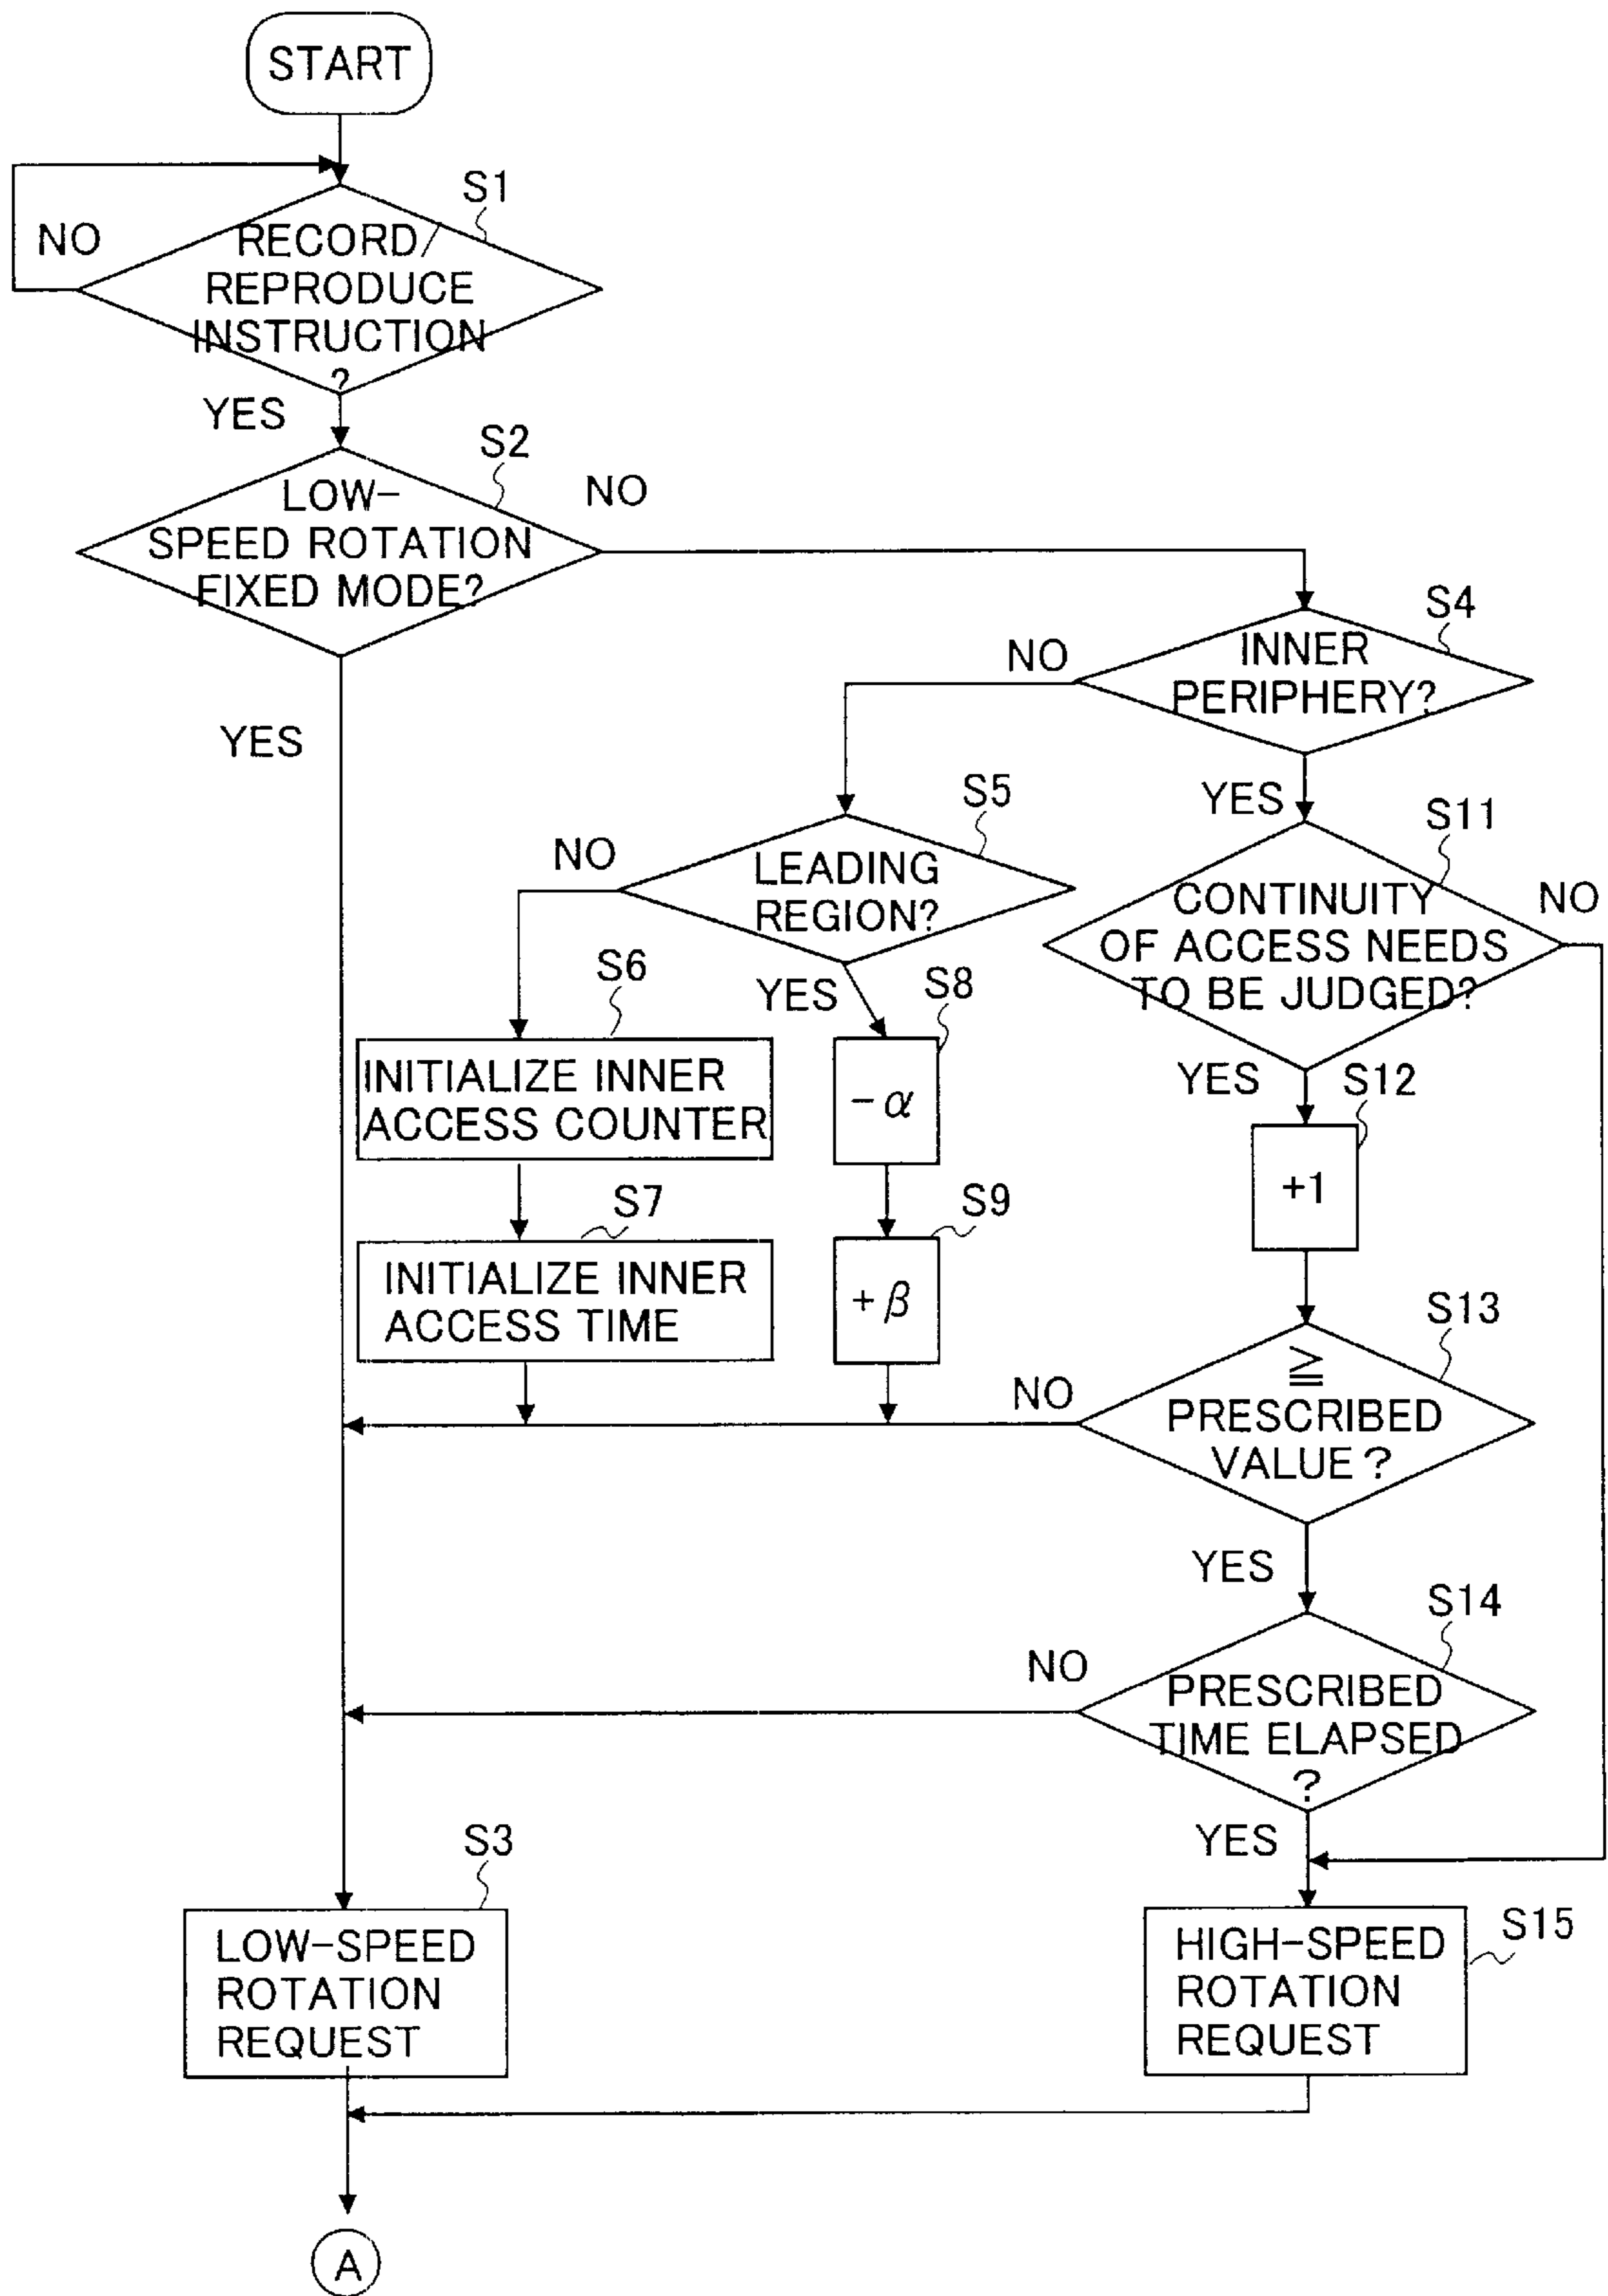 START
S1
NO
RECORD/
REPRODUCE
INSTRUCTION
?
YES
S2
NO
LOW-
SPEED ROTATION
FIXED MODE?
YES
S4
NO
INNER
PERIPHERY?
YES
S5
NO
LEADING
REGION?
YES
S11
NO
CONTINUITY
OF ACCESS NEEDS
TO BE JUDGED?
YES
S6
INITIALIZE INNER
ACCESS COUNTER
S8
-α
S12
+1
S7
INITIALIZE INNER
ACCESS TIME
S9
+β
S13
NO
≧
PRESCRIBED
VALUE?
YES
S14
NO
PRESCRIBED
TIME ELAPSED
?
YES
S3
LOW-SPEED
ROTATION
REQUEST
S15
HIGH-SPEED
ROTATION
REQUEST
A